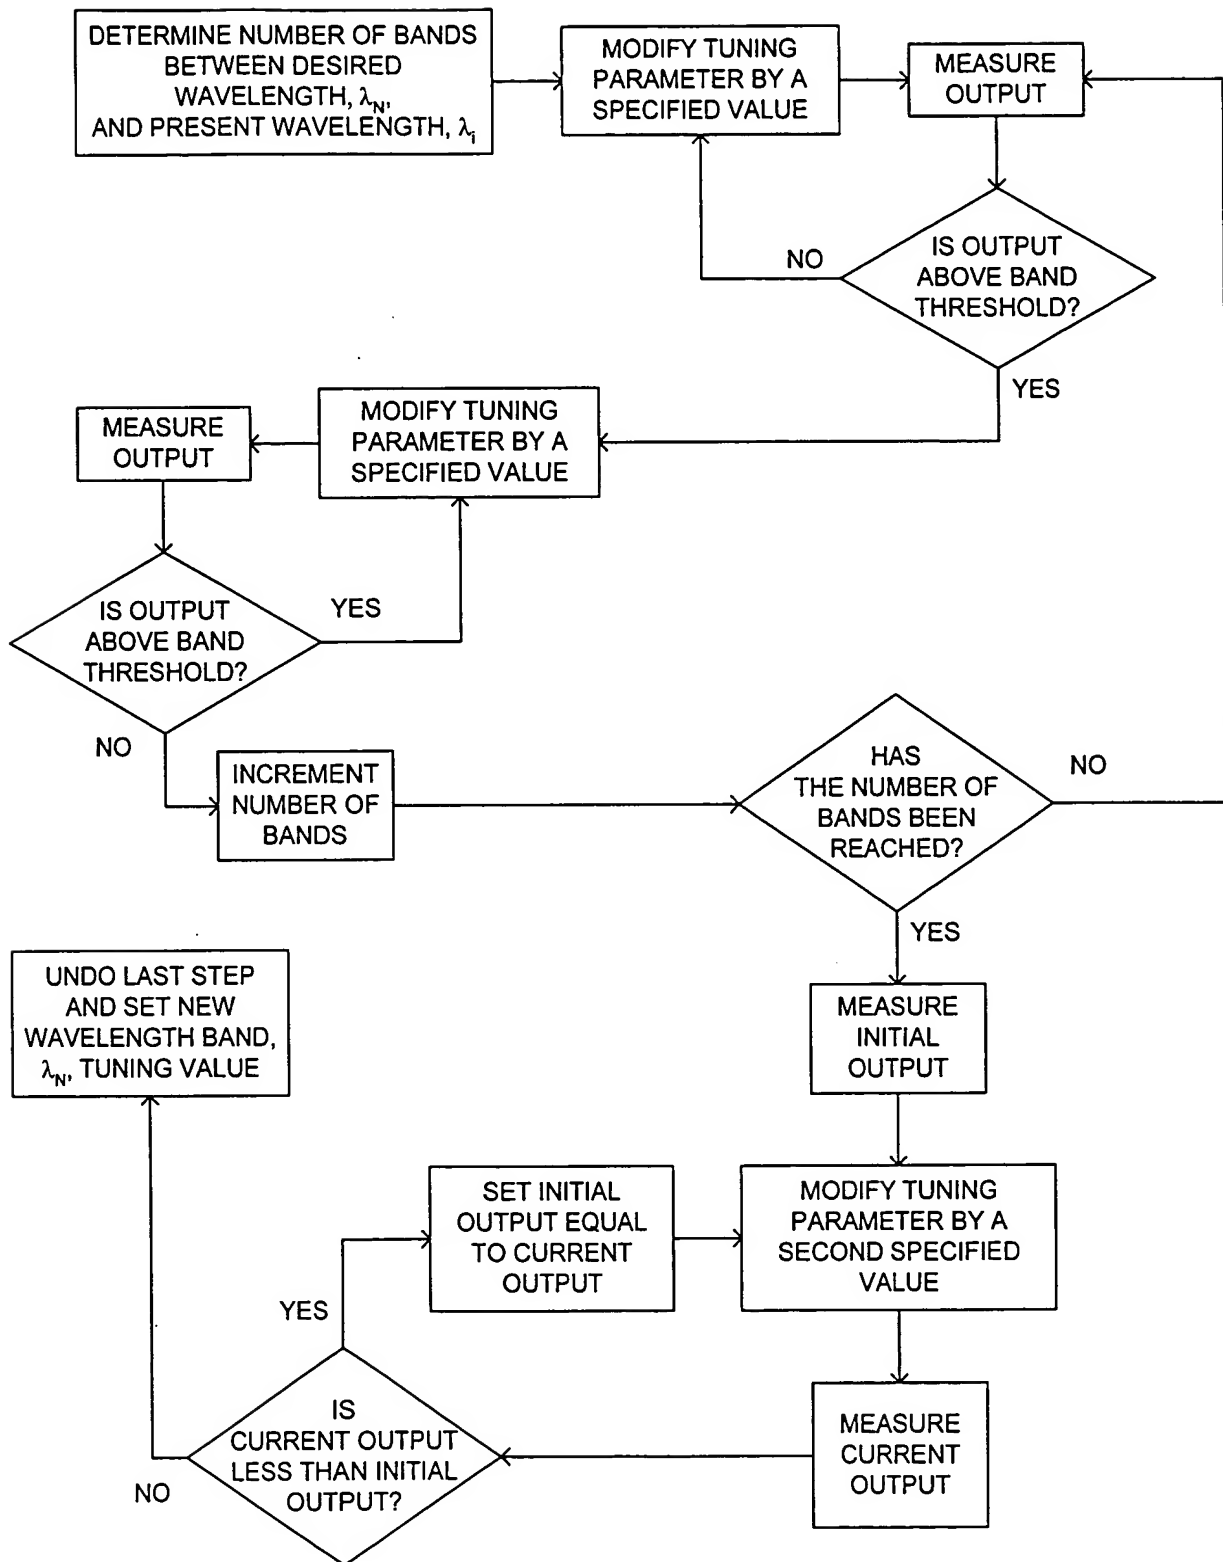 DETERMINE NUMBER OF BANDS
BETWEEN DESIRED
WAVELENGTH, λN,
AND PRESENT WAVELENGTH, λi
MODIFY TUNING
PARAMETER BY A
SPECIFIED VALUE
MEASURE
OUTPUT
IS OUTPUT
ABOVE BAND
THRESHOLD?
NO
YES
MODIFY TUNING
PARAMETER BY A
SPECIFIED VALUE
MEASURE
OUTPUT
IS OUTPUT
ABOVE BAND
THRESHOLD?
YES
NO
INCREMENT
NUMBER OF
BANDS
HAS
THE NUMBER OF
BANDS BEEN
REACHED?
NO
YES
MEASURE
INITIAL
OUTPUT
MODIFY TUNING
PARAMETER BY A
SECOND SPECIFIED
VALUE
MEASURE
CURRENT
OUTPUT
IS
CURRENT OUTPUT
LESS THAN INITIAL
OUTPUT?
YES
SET INITIAL
OUTPUT EQUAL
TO CURRENT
OUTPUT
NO
UNDO LAST STEP
AND SET NEW
WAVELENGTH BAND,
λN, TUNING VALUE